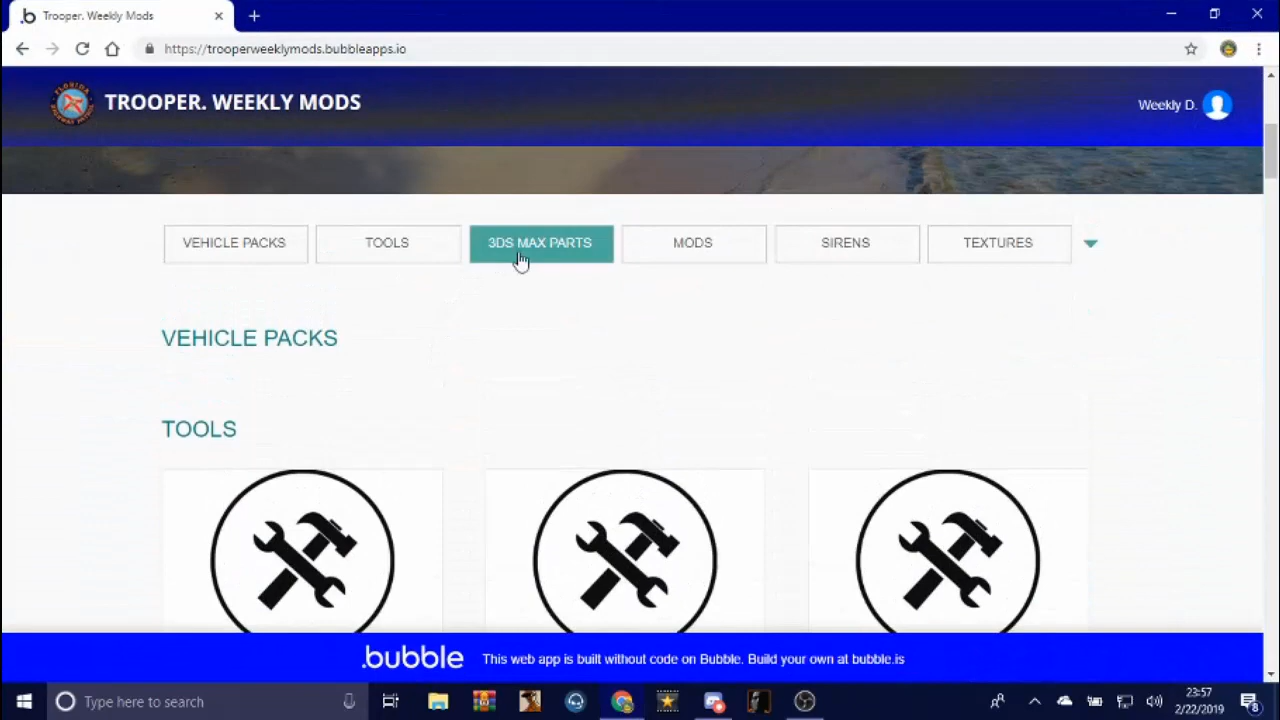 Trooper. Weekly Mods
https://trooperweeklymods.bubbleapps.io
TROOPER. WEEKLY MODS
Weekly D.
VEHICLE PACKS
TOOLS
3DS MAX PARTS
MODS
SIRENS
TEXTURES
VEHICLE PACKS
TOOLS
.bubble
This web app is built without code on Bubble. Build your own at bubble.is
Type here to search
23:57
2/22/2019
8